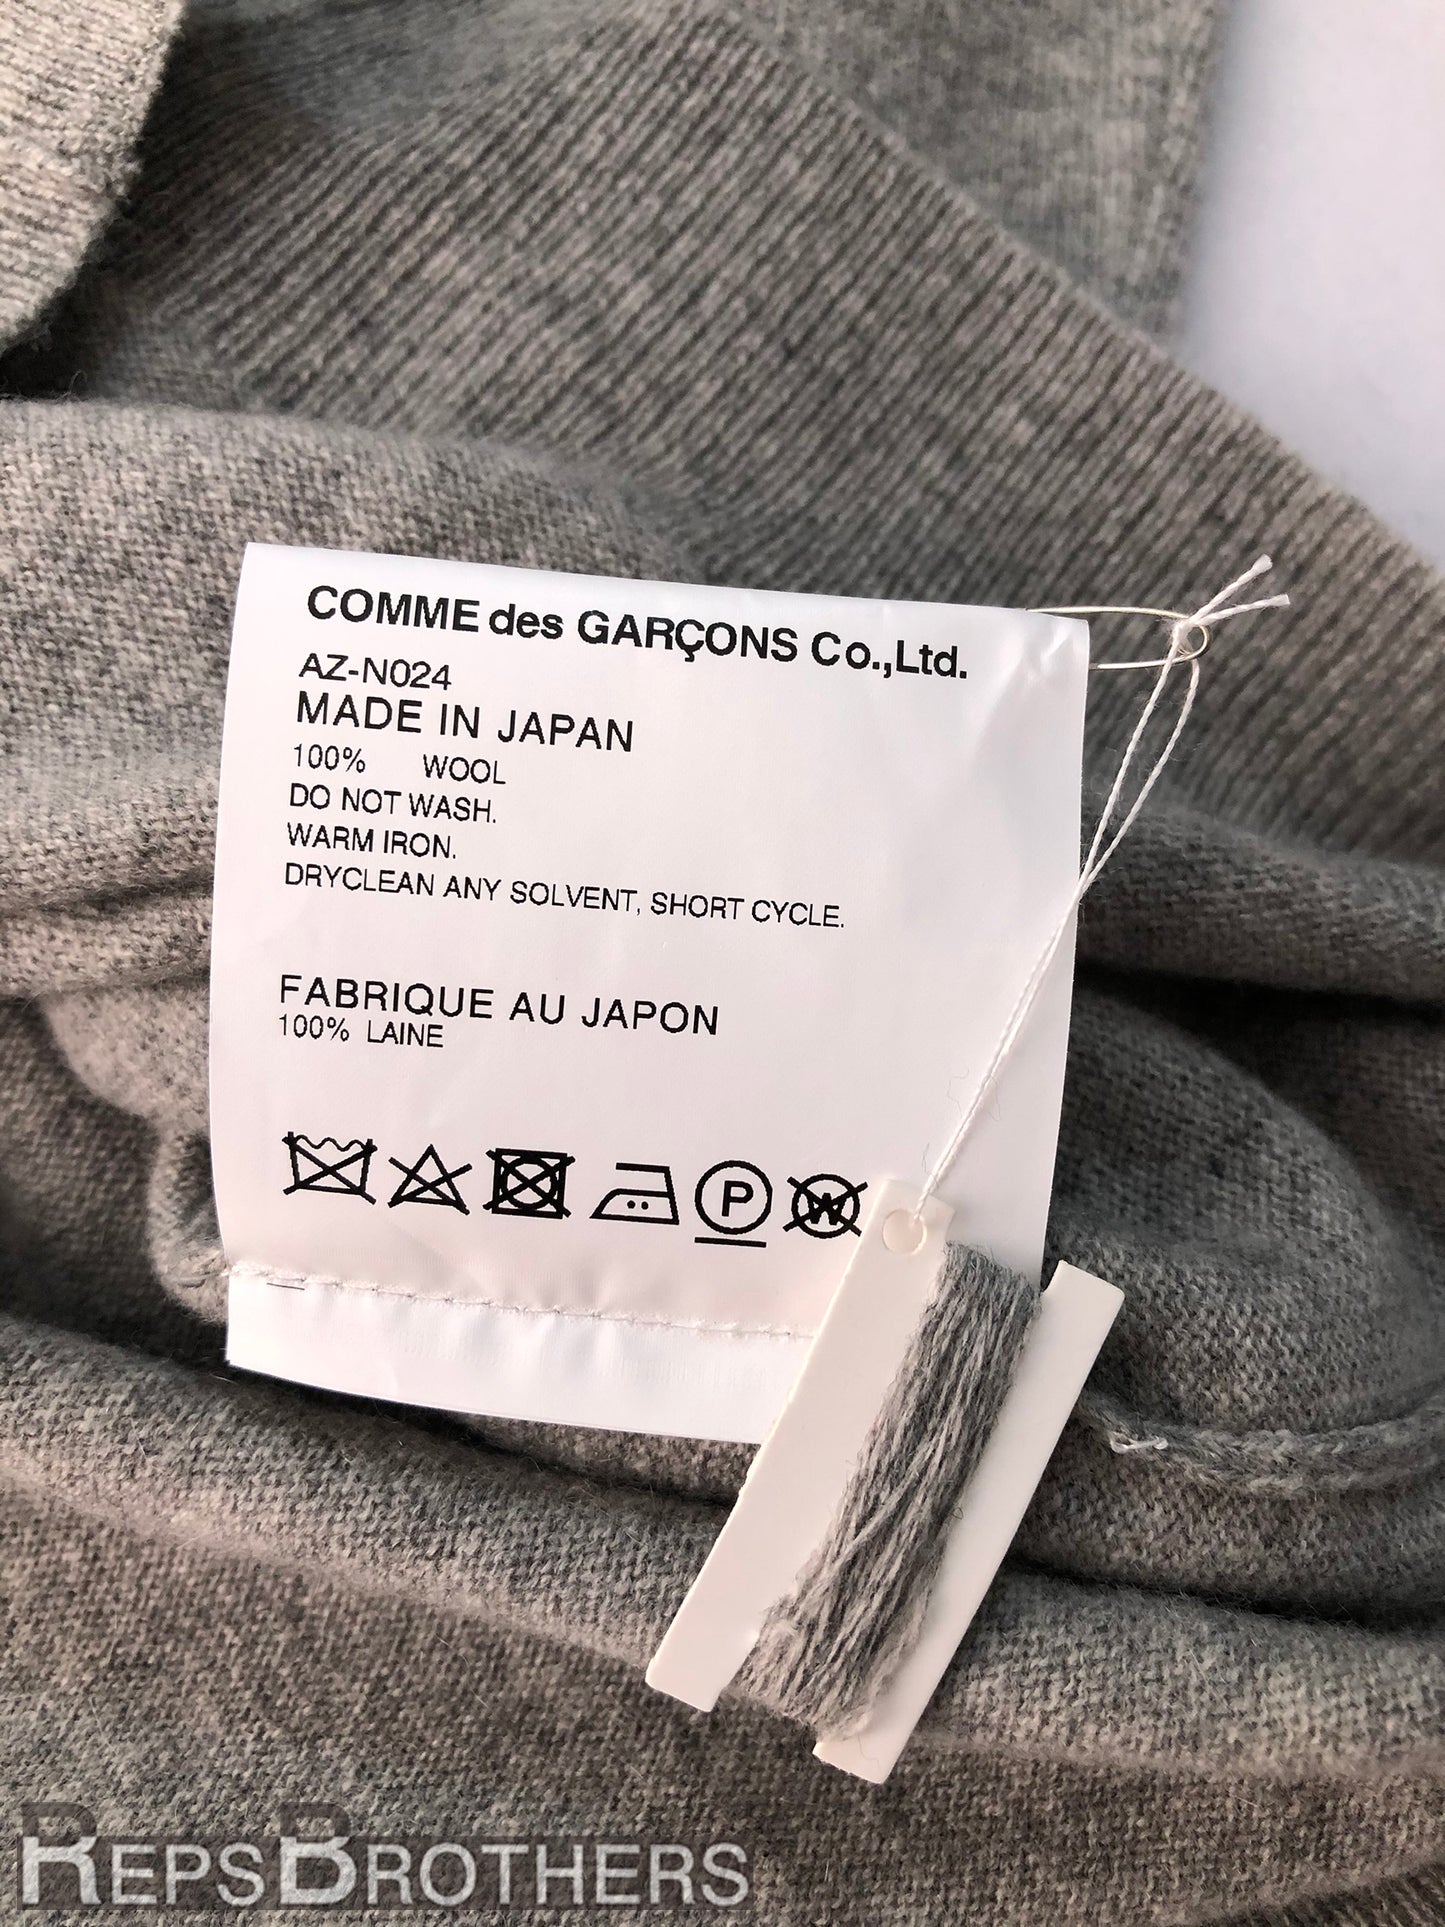 COMME des GARÇONS Co.,Ltd.
AZ-N024
MADE IN JAPAN
100% WOOL
DO NOT WASH.
WARM IRON.
DRYCLEAN ANY SOLVENT, SHORT CYCLE.
FABRIQUE AU JAPON
100% LAINE
P
W
REPSBROTHERS